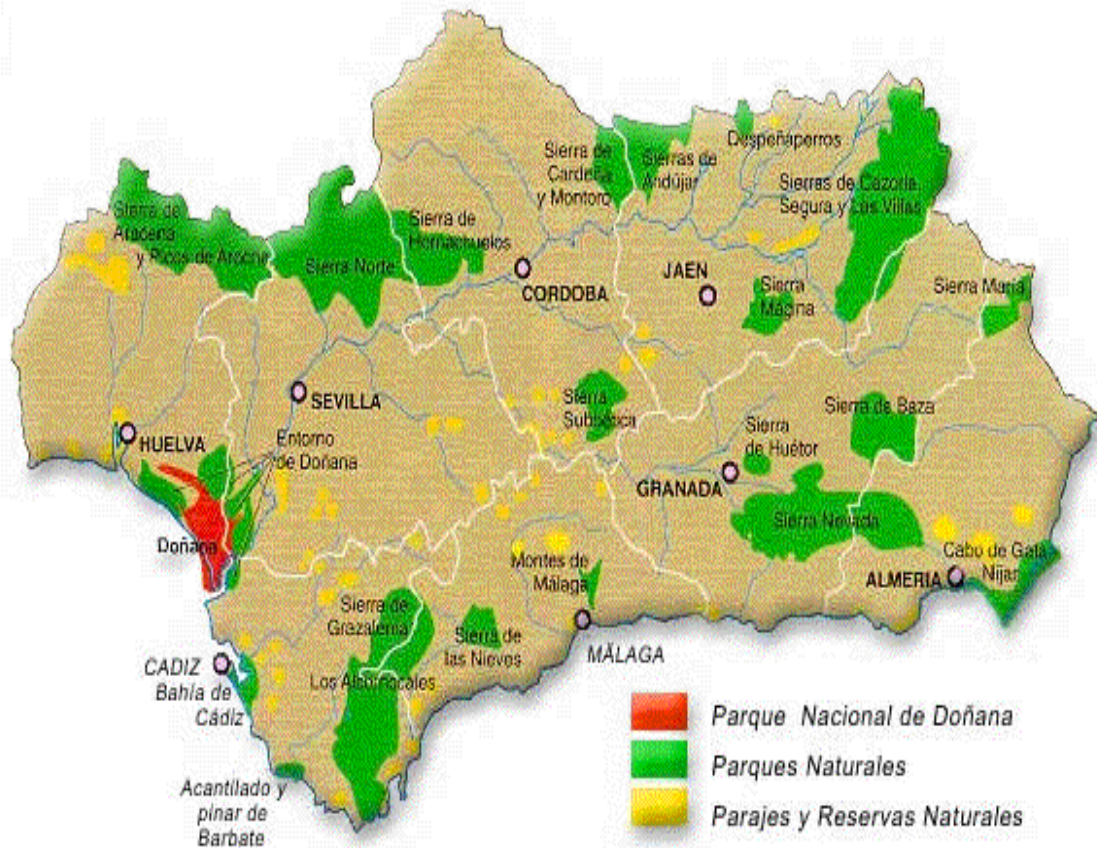 Despeñaperros
Sierra de
Cardeña
y Montoro
Sierras de
Andújar
Sierras de Cazorla,
Segura y Los Villas
Sierra de
Aracena
y Picos de Aroche
Sierra Norte
Sierra de
Hornachuelos
CORDOBA
JAEN
Sierra
Mágina
Sierra María
SEVILLA
Sierra
Subbética
Sierra de Baza
HUELVA
Entorno
de Doñana
Sierra
de Huétor
GRANADA
Sierra Nevada
Doñana
Montes de
Málaga
Cabo de Gata
Níjar
ALMERIA
Sierra de
Grazalema
Sierra de
las Nieves
MÁLAGA
CADIZ
Bahía de
Cádiz
Los Alcornocales
Acantilado y
pinar de
Barbate
Parque Nacional de Doñana
Parques Naturales
Parajes y Reservas Naturales